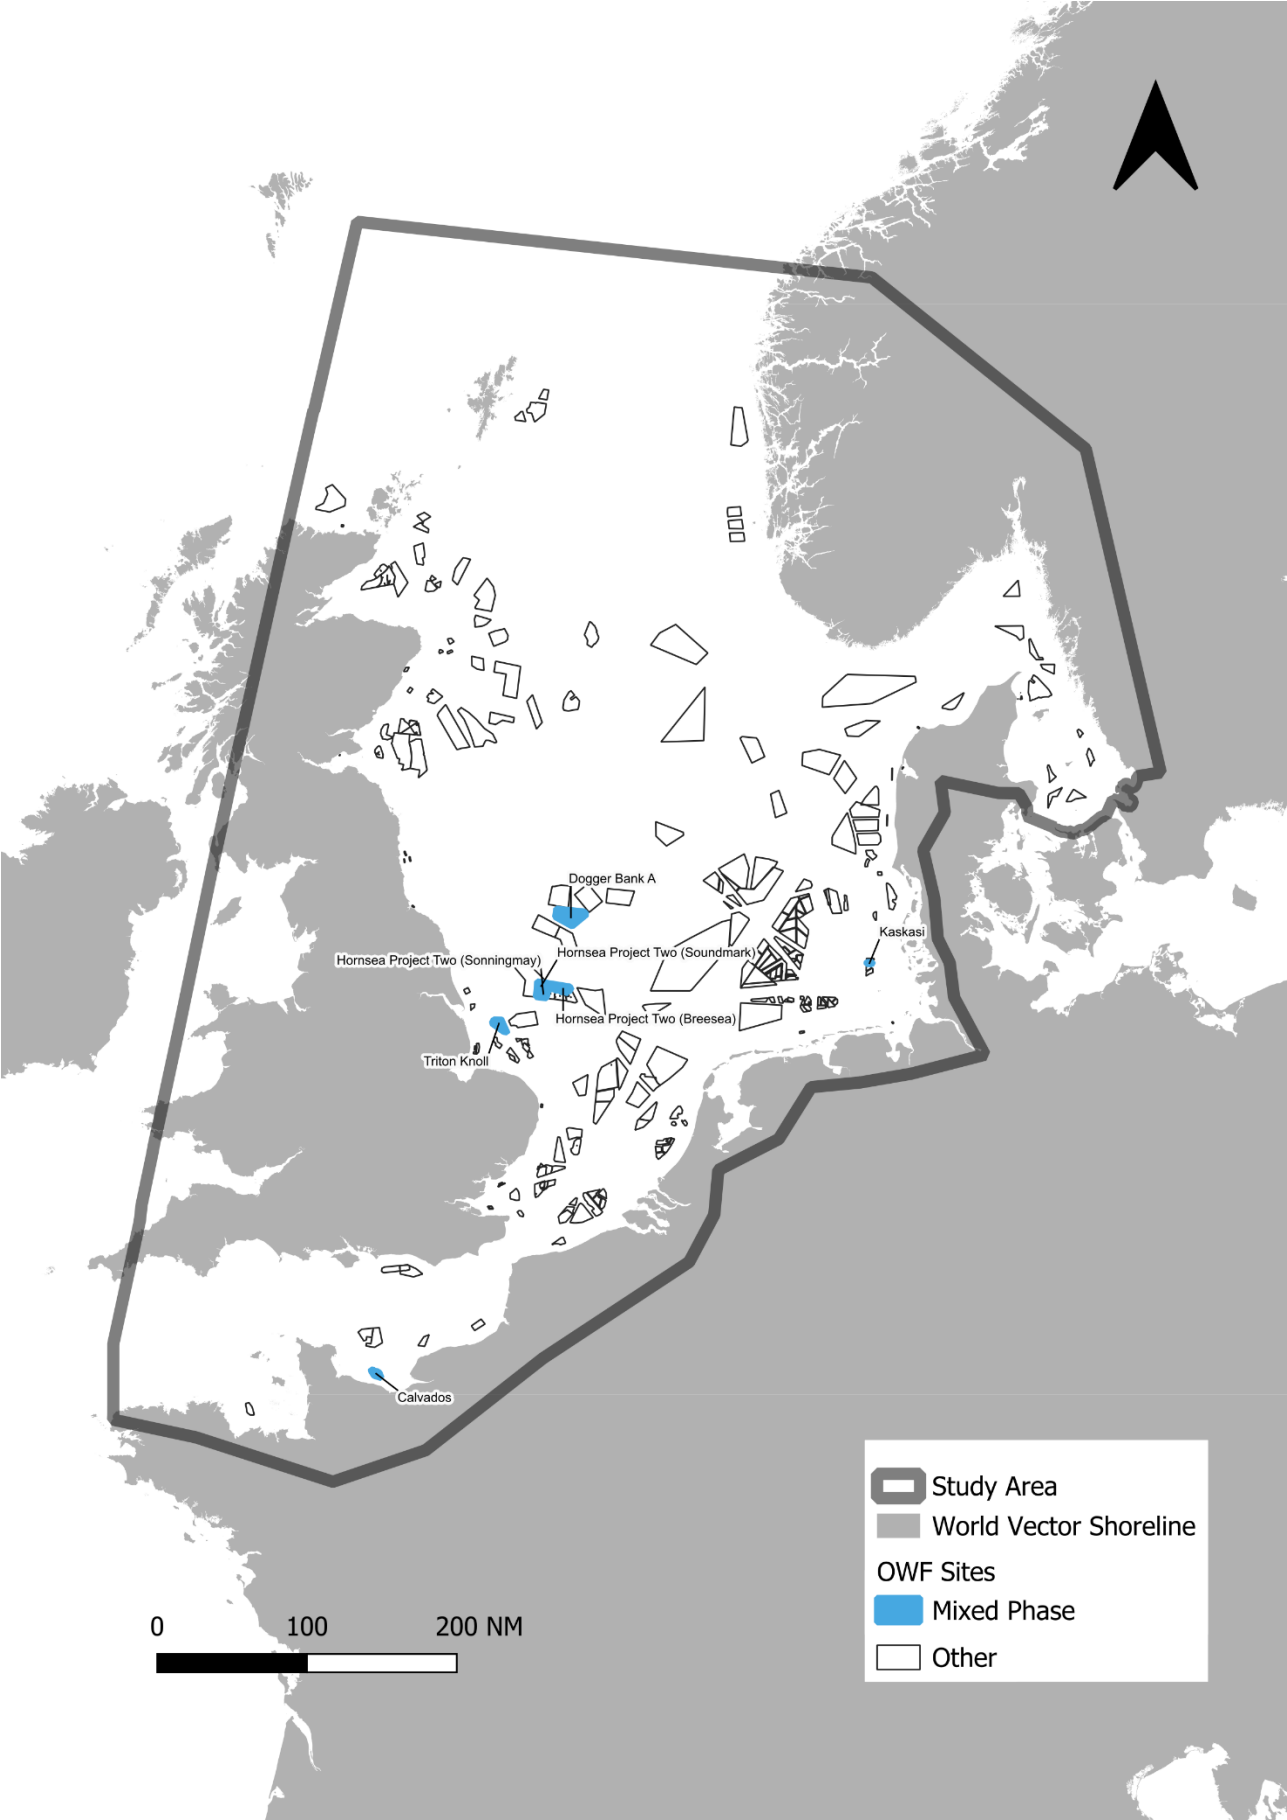 Dogger Bank A
Kaskasi
Hornsea Project Two (Soundmark)
Hornsea Project Two (Sonningmay)
Hornsea Project Two (Breesea)
Triton Knoll
Calvados
Study Area
World Vector Shoreline
OWF Sites
Mixed Phase
Other
0 100 200 NM